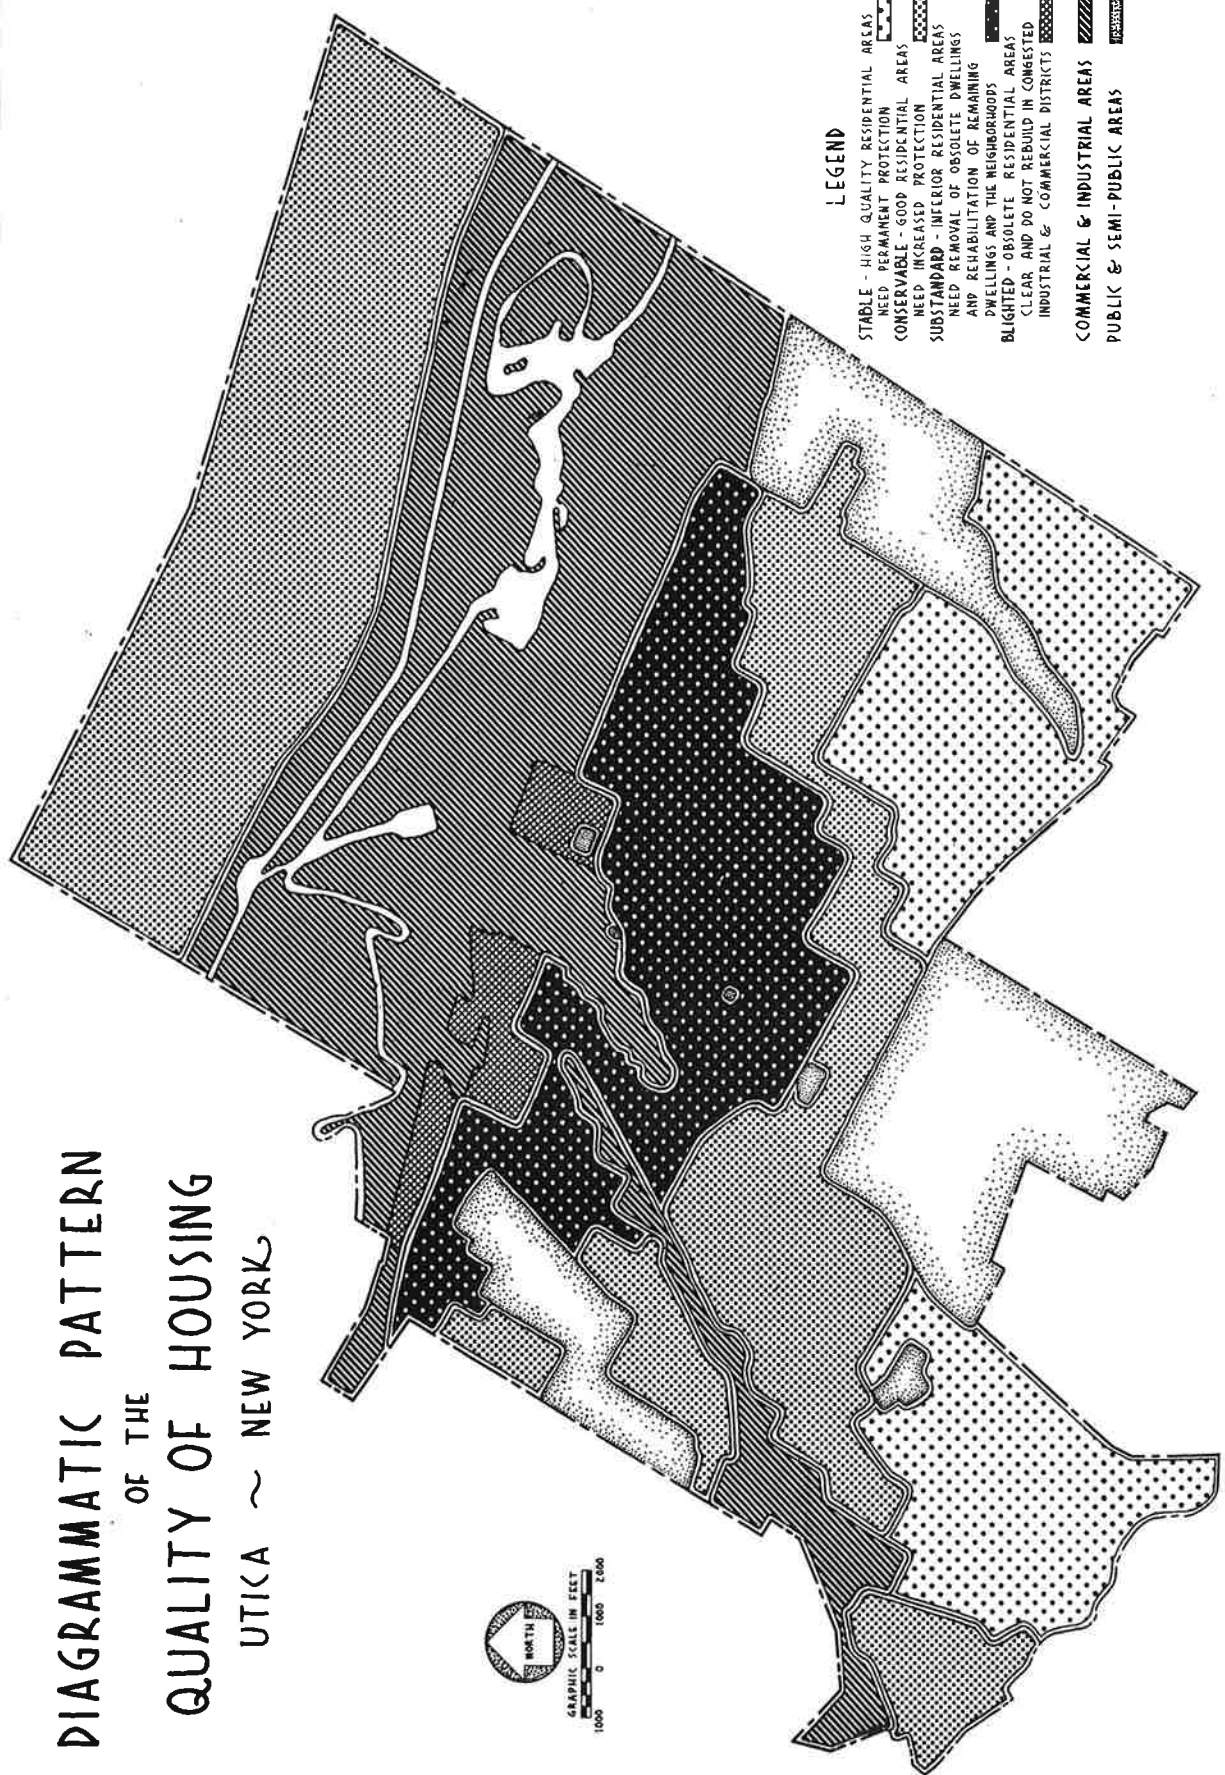 DIAGRAMMATIC PATTERN
OF THE
QUALITY OF HOUSING
UTICA ~ NEW YORK
NORTH
GRAPHIC SCALE IN FEET
1000 0 1000 2000
LEGEND
STABLE - HIGH QUALITY RESIDENTIAL AREAS
NEED PERMANENT PROTECTION
CONSERVABLE - GOOD RESIDENTIAL AREAS
NEED INCREASED PROTECTION
SUBSTANDARD - INFERIOR RESIDENTIAL AREAS
NEED REMOVAL OF OBSOLETE DWELLINGS
AND REHABILITATION OF REMAINING
DWELLINGS AND THE NEIGHBORHOODS
BLIGHTED - OBSOLETE RESIDENTIAL AREAS
CLEAR AND DO NOT REBUILD IN CONGESTED
INDUSTRIAL & COMMERCIAL DISTRICTS
COMMERCIAL & INDUSTRIAL AREAS
PUBLIC & SEMI-PUBLIC AREAS